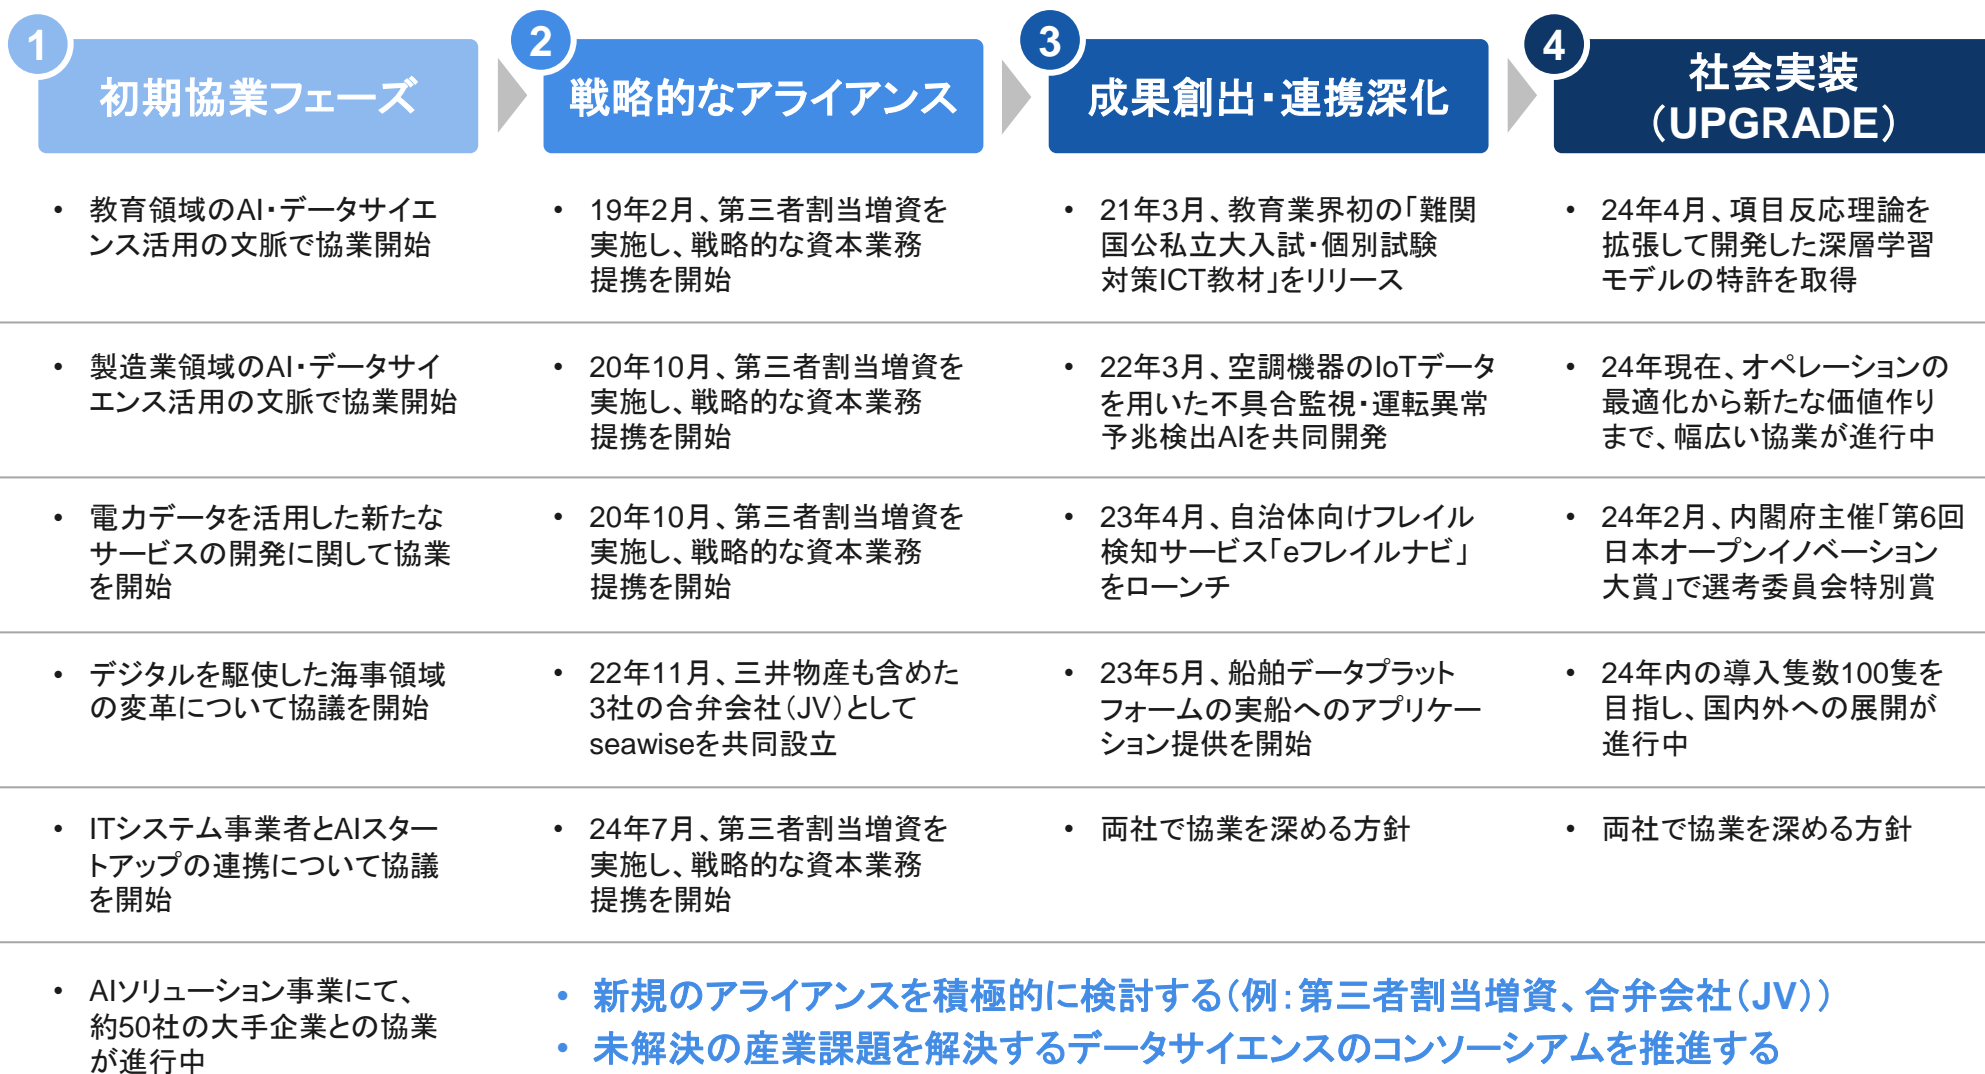 1
初期協業フェーズ
2
戦略的なアライアンス
3
成果創出・連携深化
4
社会実装
（UPGRADE）
• 教育領域のAI・データサイエ
ンス活用の文脈で協業開始
• 19年2月、第三者割当増資を
実施し、戦略的な資本業務
提携を開始
• 21年3月、教育業界初の「難関
国公私立大入試・個別試験
対策ICT教材」をリリース
• 24年4月、項目反応理論を
拡張して開発した深層学習
モデルの特許を取得
• 製造業領域のAI・データサイ
エンス活用の文脈で協業開始
• 20年10月、第三者割当増資を
実施し、戦略的な資本業務
提携を開始
• 22年3月、空調機器のIoTデータ
を用いた不具合監視・運転異常
予兆検出AIを共同開発
• 24年現在、オペレーションの
最適化から新たな価値作り
まで、幅広い協業が進行中
• 電力データを活用した新たな
サービスの開発に関して協業
を開始
• 20年10月、第三者割当増資を
実施し、戦略的な資本業務
提携を開始
• 23年4月、自治体向けフレイル
検知サービス「eフレイルナビ」
をローンチ
• 24年2月、内閣府主催「第6回
日本オープンイノベーション
大賞」で選考委員会特別賞
• デジタルを駆使した海事領域
の変革について協議を開始
• 22年11月、三井物産も含めた
3社の合弁会社（JV）として
seawiseを共同設立
• 23年5月、船舶データプラット
フォームの実船へのアプリケー
ション提供を開始
• 24年内の導入隻数100隻を
目指し、国内外への展開が
進行中
• ITシステム事業者とAIスター
トアップの連携について協議
を開始
• 24年7月、第三者割当増資を
実施し、戦略的な資本業務
提携を開始
• 両社で協業を深める方針
• 両社で協業を深める方針
• AIソリューション事業にて、
約50社の大手企業との協業
が進行中
• 新規のアライアンスを積極的に検討する（例：第三者割当増資、合弁会社（JV））
• 未解決の産業課題を解決するデータサイエンスのコンソーシアムを推進する